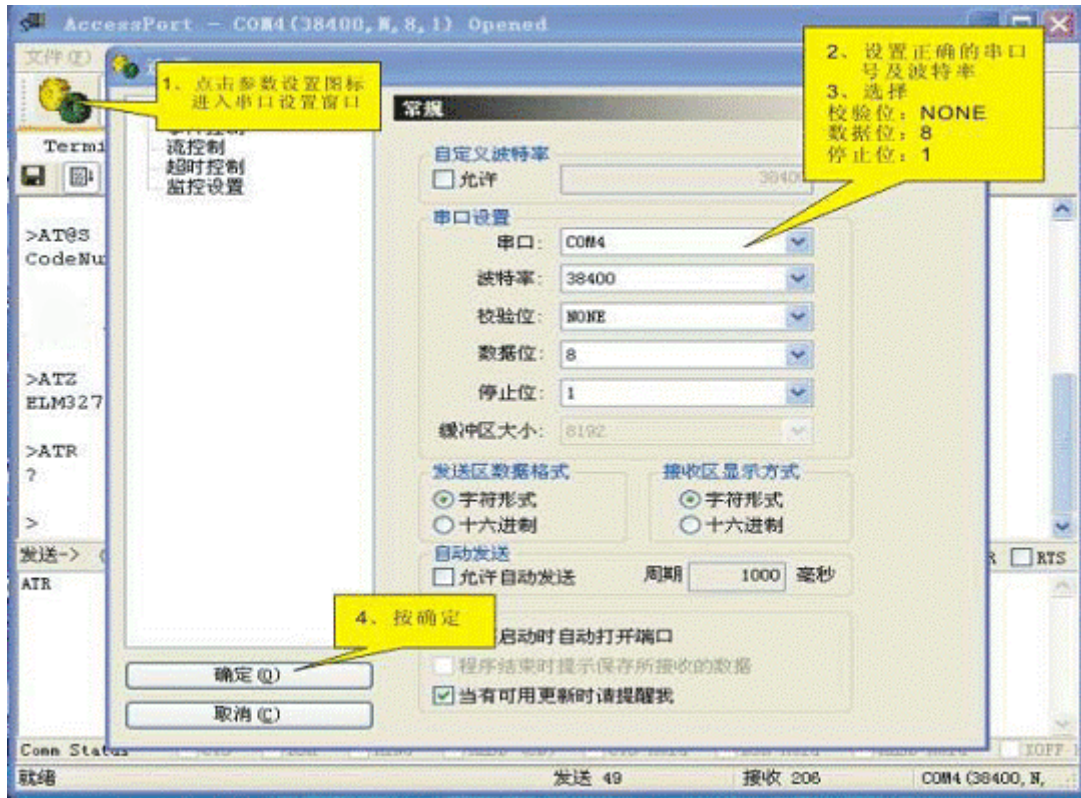 AccessPort - COM4(38400,N,8,1) Opened
文件(F)
1、点击参数设置图标
进入串口设置窗口
2、设置正确的串口
号及波特率
3、选择
校验位：NONE
数据位：8
停止位：1
常规
事件控制
流控制
超时控制
监控设置
自定义波特率
允许
38400
串口设置
串口: COM4
波特率: 38400
校验位: NONE
数据位: 8
停止位: 1
缓冲区大小: 8192
发送区数据格式
字符形式
十六进制
接收区显示方式
字符形式
十六进制
自动发送
允许自动发送 周期 1000 毫秒
启动时自动打开端口
程序结束时提示保存所接收的数据
当有可用更新时请提醒我
4、按确定
确定(O)
取消(C)
Termi
>AT@S
CodeNu
>ATZ
ELM327
>ATR
?
>
发送->
RTS
ATR
Comm Status
XOFF
就绪 发送 49 接收 206 COM4(38400,N,